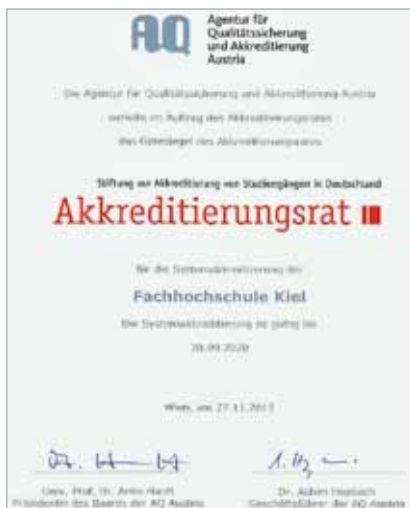 AQ
Agentur für
Qualitätssicherung
und Akkreditierung
Austria
Die Agentur für Qualitätssicherung und Akkreditierung Austria
verleiht im Auftrag des Akkreditierungsrates
das Gütesiegel des Akkreditierungsrates
Stiftung zur Akkreditierung von Studiengängen in Deutschland
Akkreditierungsrat
für die Systemakkreditierung der
Fachhochschule Kiel
Die Systemakkreditierung ist gültig bis
30.09.2020
Wien, am 27.11.2013
Univ. Prof. Dr. Anke Hanft
Präsidentin des Boards der AQ Austria
Dr. Achim Hopbach
Geschäftsführer der AQ Austria